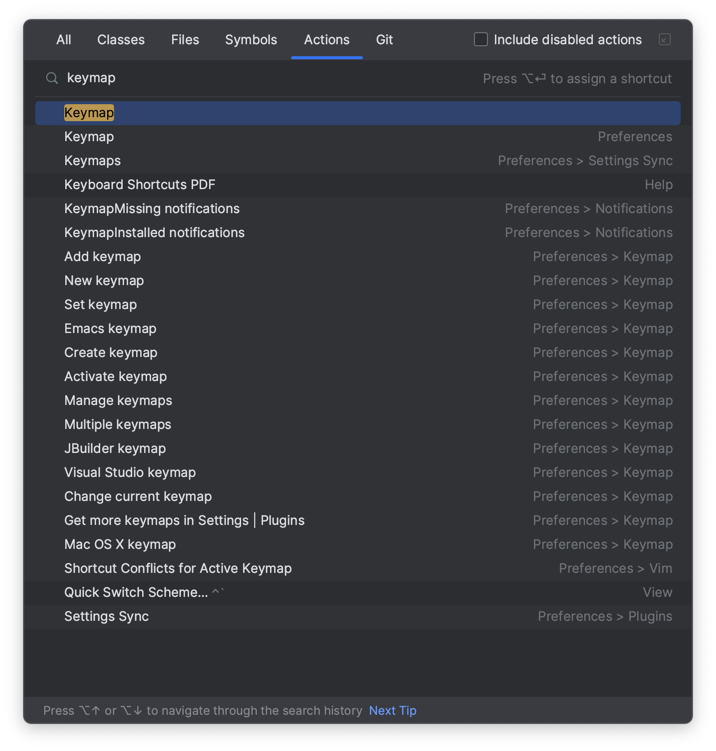 All Classes Files Symbols Actions Git Include disabled actions
keymap Press ⌥⏎ to assign a shortcut
Keymap
Keymap Preferences
Keymaps Preferences > Settings Sync
Keyboard Shortcuts PDF Help
KeymapMissing notifications Preferences > Notifications
KeymapInstalled notifications Preferences > Notifications
Add keymap Preferences > Keymap
New keymap Preferences > Keymap
Set keymap Preferences > Keymap
Emacs keymap Preferences > Keymap
Create keymap Preferences > Keymap
Activate keymap Preferences > Keymap
Manage keymaps Preferences > Keymap
Multiple keymaps Preferences > Keymap
JBuilder keymap Preferences > Keymap
Visual Studio keymap Preferences > Keymap
Change current keymap Preferences > Keymap
Get more keymaps in Settings | Plugins Preferences > Keymap
Mac OS X keymap Preferences > Keymap
Shortcut Conflicts for Active Keymap Preferences > Vim
Quick Switch Scheme... ^` View
Settings Sync Preferences > Plugins
Press ⌥↑ or ⌥↓ to navigate through the search history Next Tip